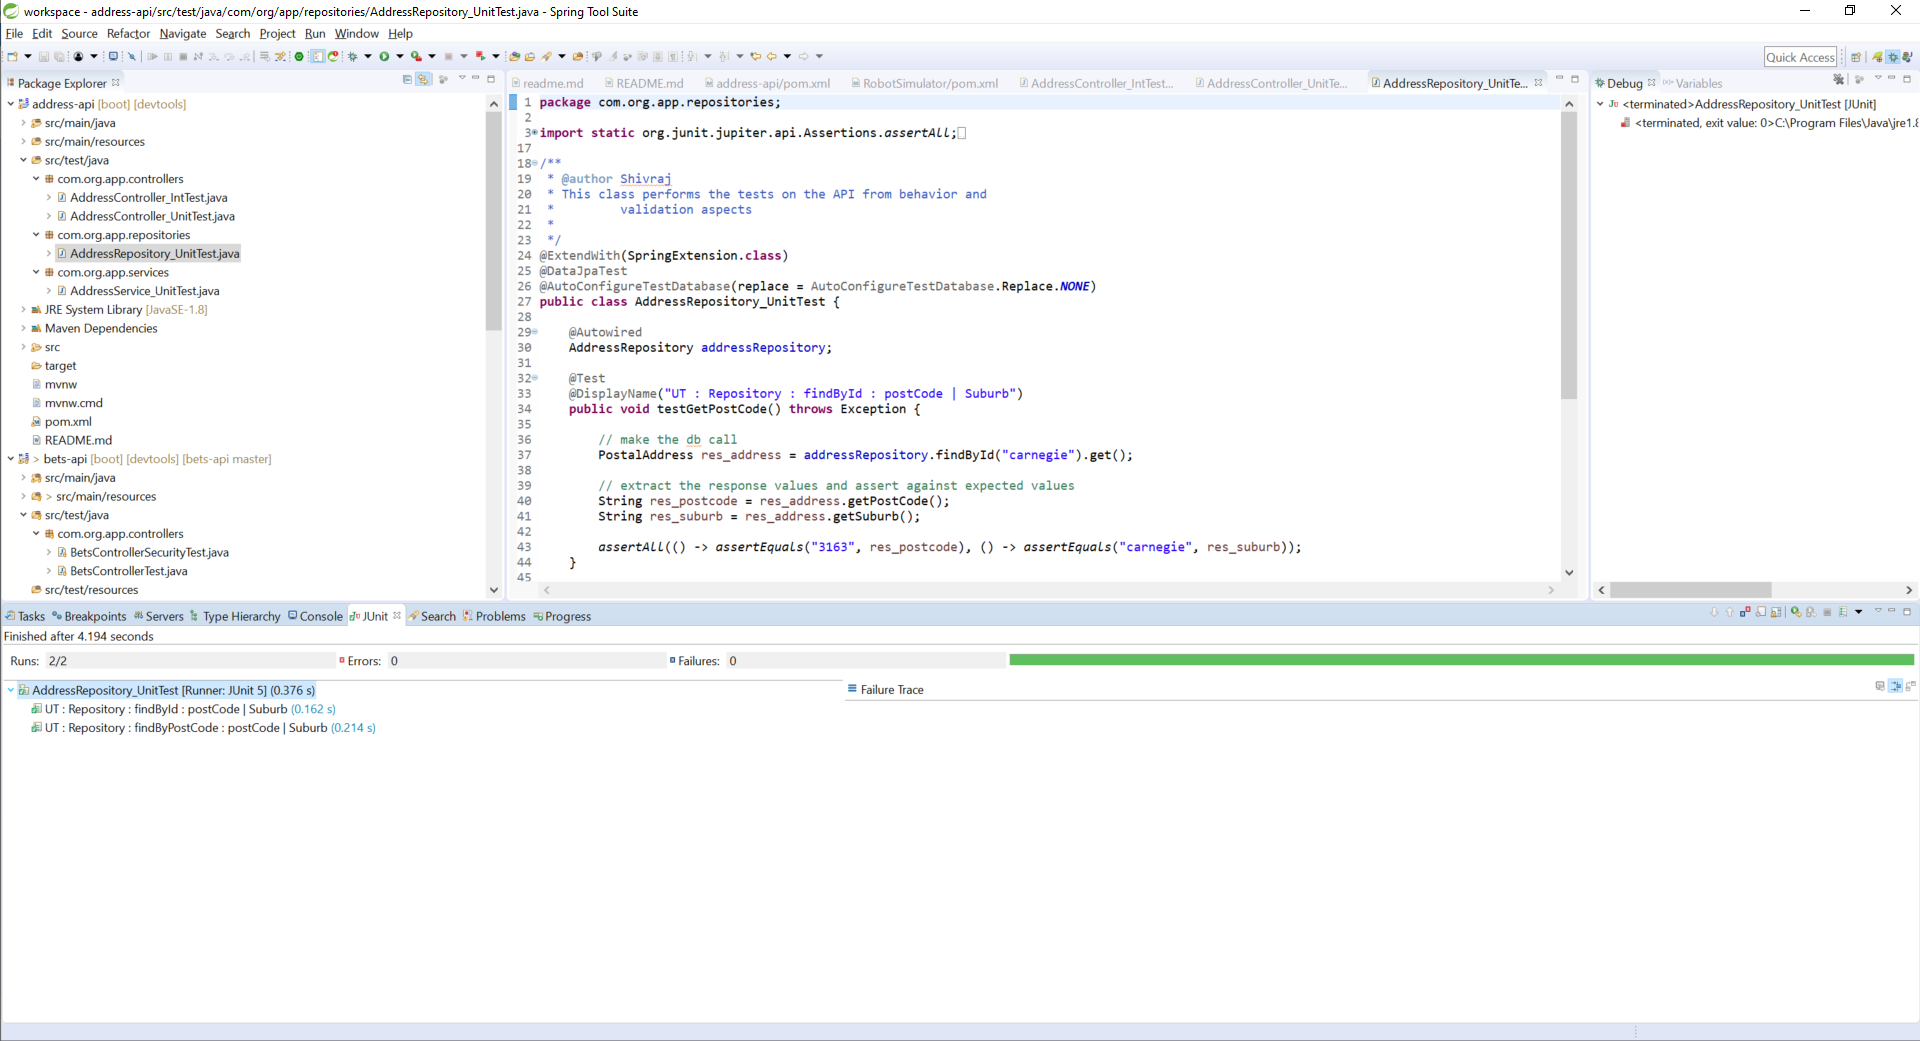 workspace - address-api/src/test/java/com/org/app/repositories/AddressRepository_UnitTest.java - Spring Tool Suite
File Edit Source Refactor Navigate Search Project Run Window Help
Quick Access
Package Explorer
address-api [boot] [devtools]
src/main/java
src/main/resources
src/test/java
com.org.app.controllers
AddressController_IntTest.java
AddressController_UnitTest.java
com.org.app.repositories
AddressRepository_UnitTest.java
com.org.app.services
AddressService_UnitTest.java
JRE System Library [JavaSE-1.8]
Maven Dependencies
src
target
mvnw
mvnw.cmd
pom.xml
README.md
> bets-api [boot] [devtools] [bets-api master]
src/main/java
> src/main/resources
src/test/java
com.org.app.controllers
BetsControllerSecurityTest.java
BetsControllerTest.java
src/test/resources
readme.md README.md address-api/pom.xml RobotSimulator/pom.xml AddressController_IntTest... AddressController_UnitTe... AddressRepository_UnitTe...
1 package com.org.app.repositories;
2
3 import static org.junit.jupiter.api.Assertions.assertAll;
17
18 /**
19 * @author Shivraj
20 * This class performs the tests on the API from behavior and
21 * validation aspects
22 *
23 */
24 @ExtendWith(SpringExtension.class)
25 @DataJpaTest
26 @AutoConfigureTestDatabase(replace = AutoConfigureTestDatabase.Replace.NONE)
27 public class AddressRepository_UnitTest {
28
29 @Autowired
30 AddressRepository addressRepository;
31
32 @Test
33 @DisplayName("UT : Repository : findById : postCode | Suburb")
34 public void testGetPostCode() throws Exception {
35
36 // make the db call
37 PostalAddress res_address = addressRepository.findById("carnegie").get();
38
39 // extract the response values and assert against expected values
40 String res_postcode = res_address.getPostCode();
41 String res_suburb = res_address.getSuburb();
42
43 assertAll(() -> assertEquals("3163", res_postcode), () -> assertEquals("carnegie", res_suburb));
44 }
45
Debug Variables
<terminated>AddressRepository_UnitTest [JUnit]
<terminated, exit value: 0>C:\Program Files\Java\jre1.8
Tasks Breakpoints Servers Type Hierarchy Console JUnit Search Problems Progress
Finished after 4.194 seconds
Runs: 2/2 Errors: 0 Failures: 0
AddressRepository_UnitTest [Runner: JUnit 5] (0.376 s)
UT : Repository : findById : postCode | Suburb (0.162 s)
UT : Repository : findByPostCode : postCode | Suburb (0.214 s)
Failure Trace